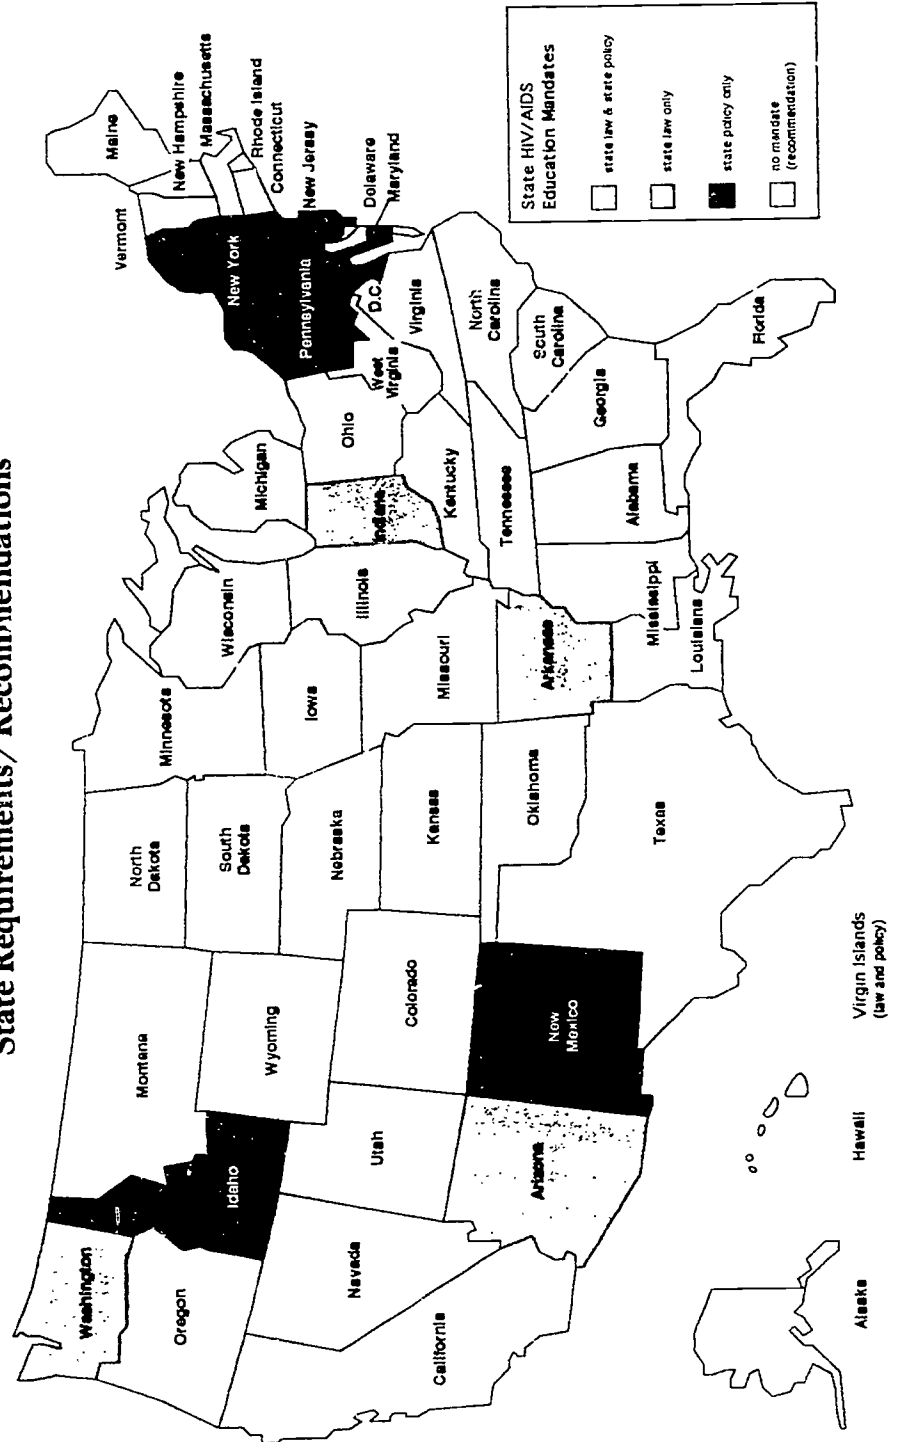 State Requirements/Recommendations
Maine
New Hampshire
Massachusetts
Vermont
Rhode Island
Connecticut
New York
New Jersay
Pennsylvania
Delaware
Maryland
D.C.
West
Virginia
Virginia
North
Carolina
South
Carolina
Georgia
Florida
Ohio
Michigan
Indiana
Kentucky
Tennessee
Alabama
Wisconsin
Illinois
Mississippi
Louisiana
Minnesota
Iowa
Missouri
Arkansas
North
Dakota
South
Dakota
Nebraska
Kansas
Oklahoma
Texas
Montana
Wyoming
Colorado
New
Mexico
Idaho
Utah
Arizona
Washington
Oregon
Nevada
California
Alaska
Hawaii
Virgin Islands
(law and policy)
State HIV/AIDS
Education Mandates
state law & state policy
state law only
state policy only
no mandate
(recommendation)